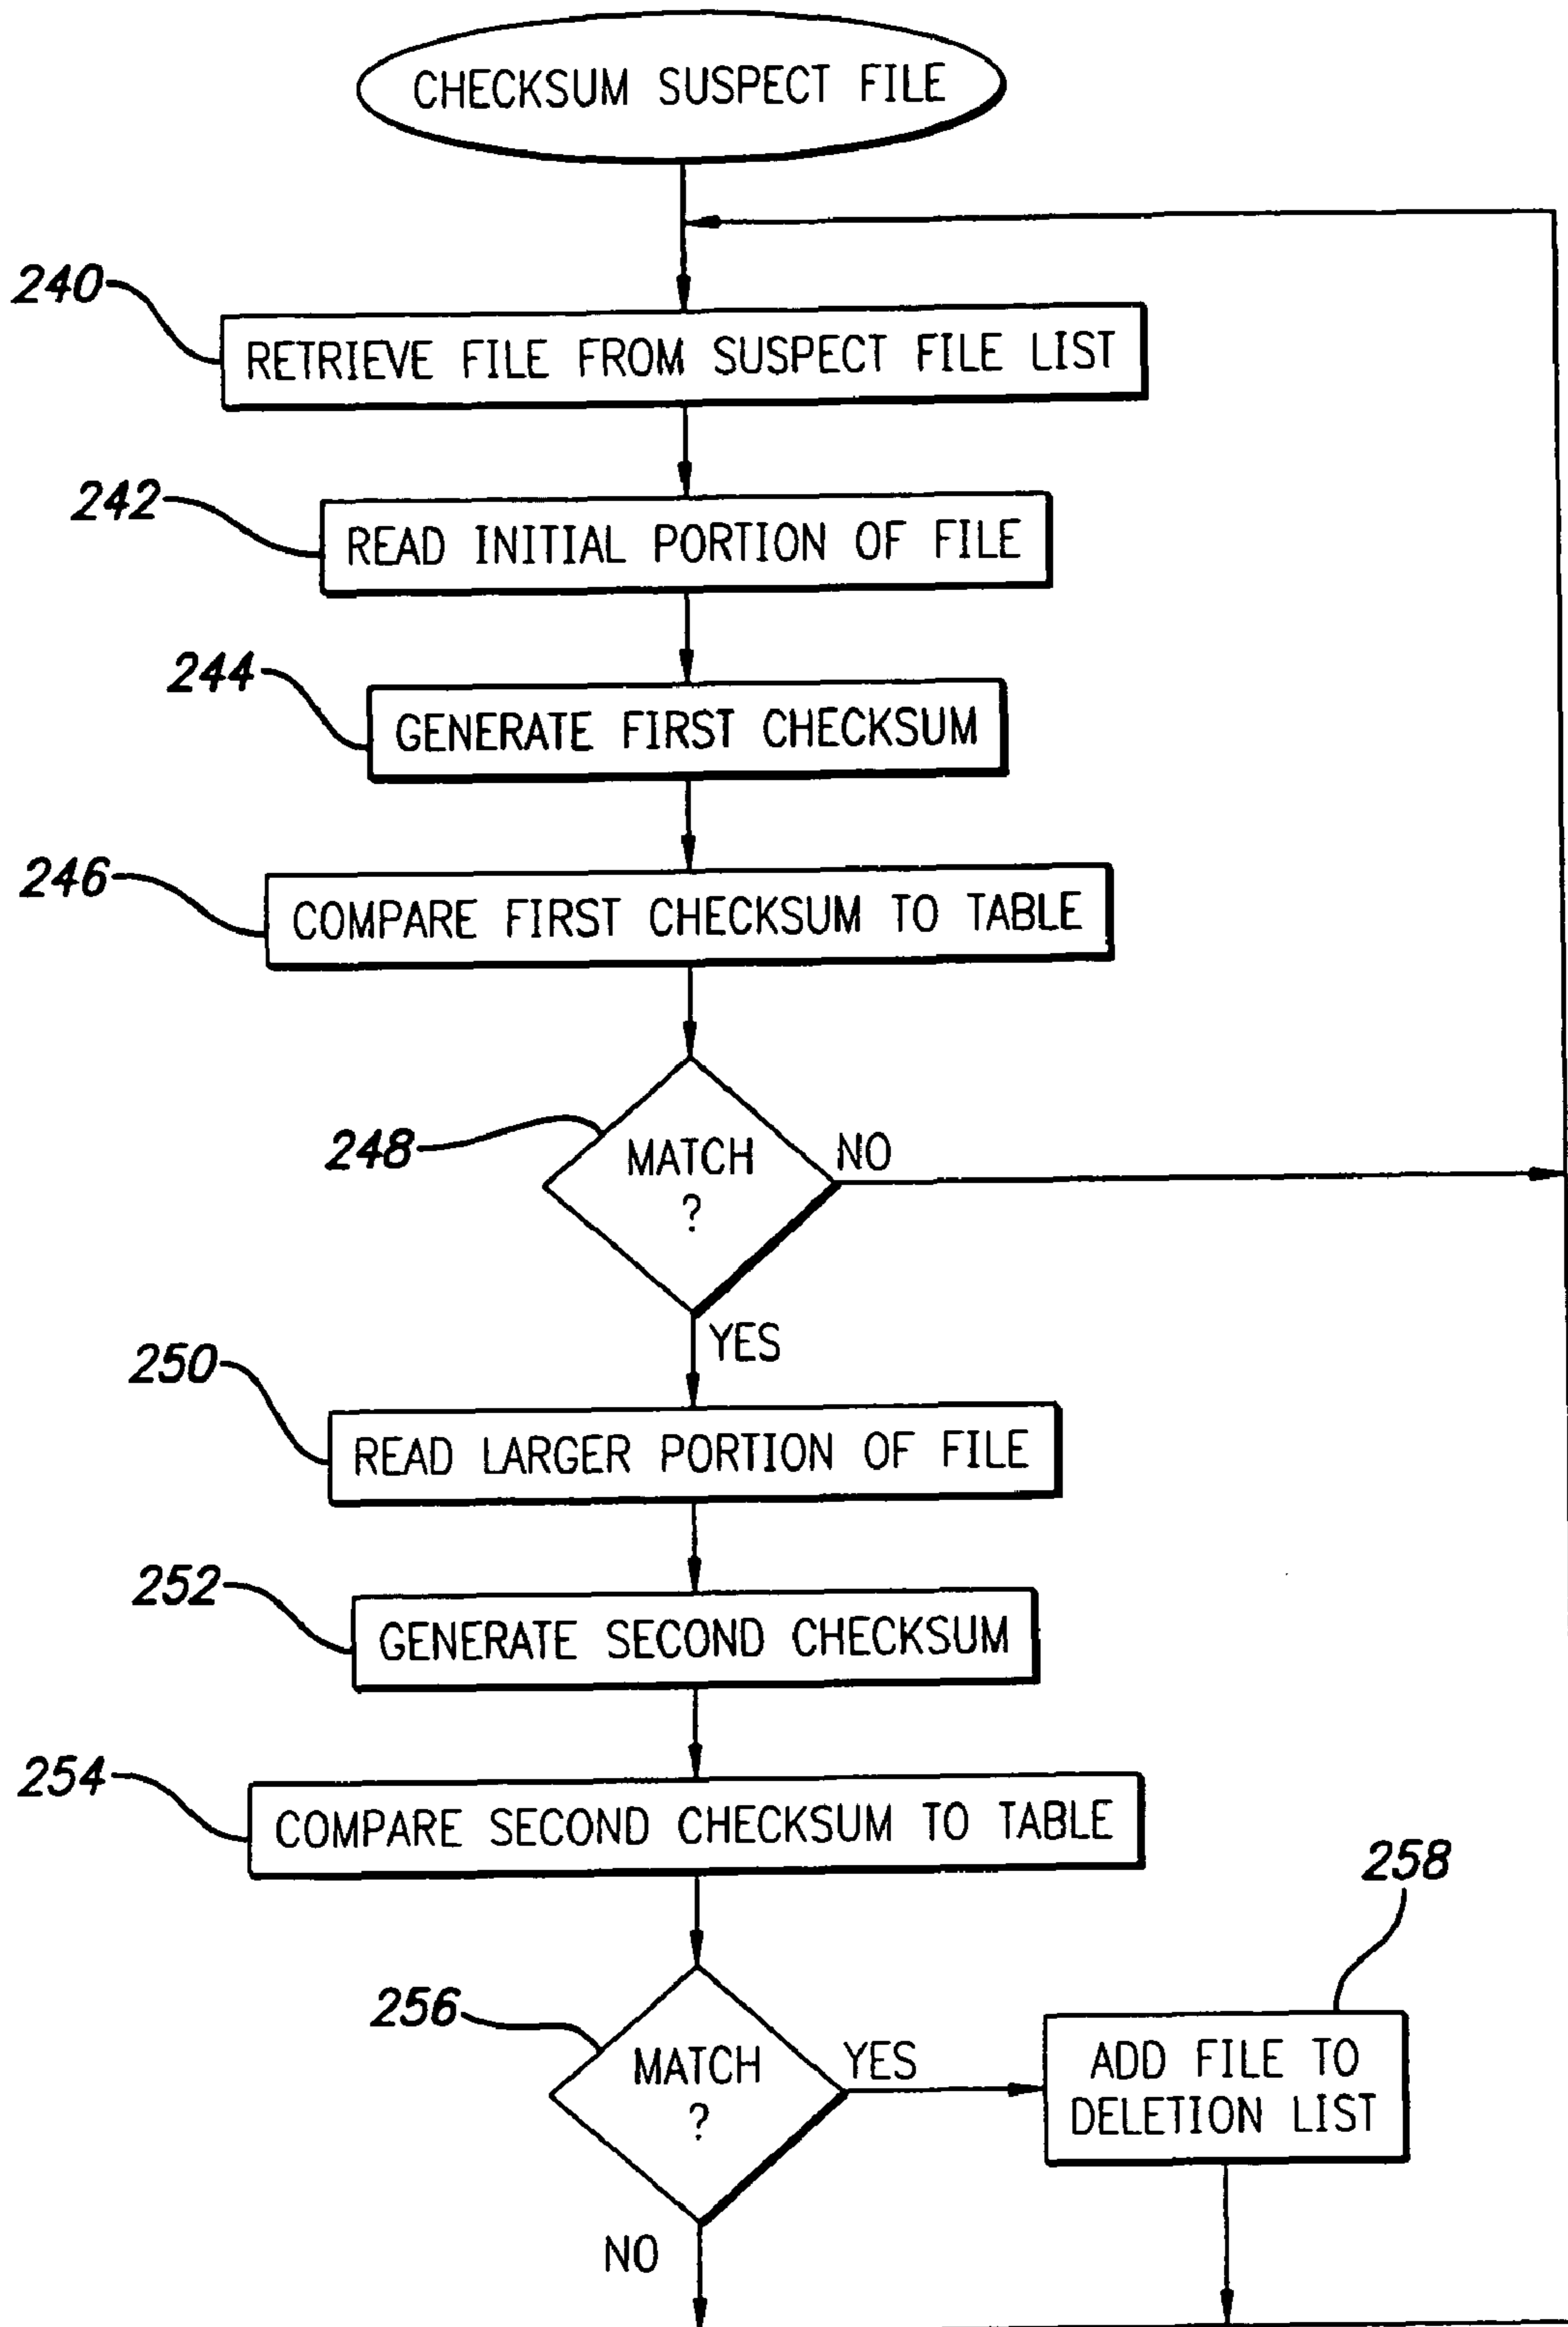 CHECKSUM SUSPECT FILE
240
RETRIEVE FILE FROM SUSPECT FILE LIST
242
READ INITIAL PORTION OF FILE
244
GENERATE FIRST CHECKSUM
246
COMPARE FIRST CHECKSUM TO TABLE
248
MATCH
?
NO
YES
250
READ LARGER PORTION OF FILE
252
GENERATE SECOND CHECKSUM
254
COMPARE SECOND CHECKSUM TO TABLE
256
MATCH
?
YES
258
ADD FILE TO
DELETION LIST
NO